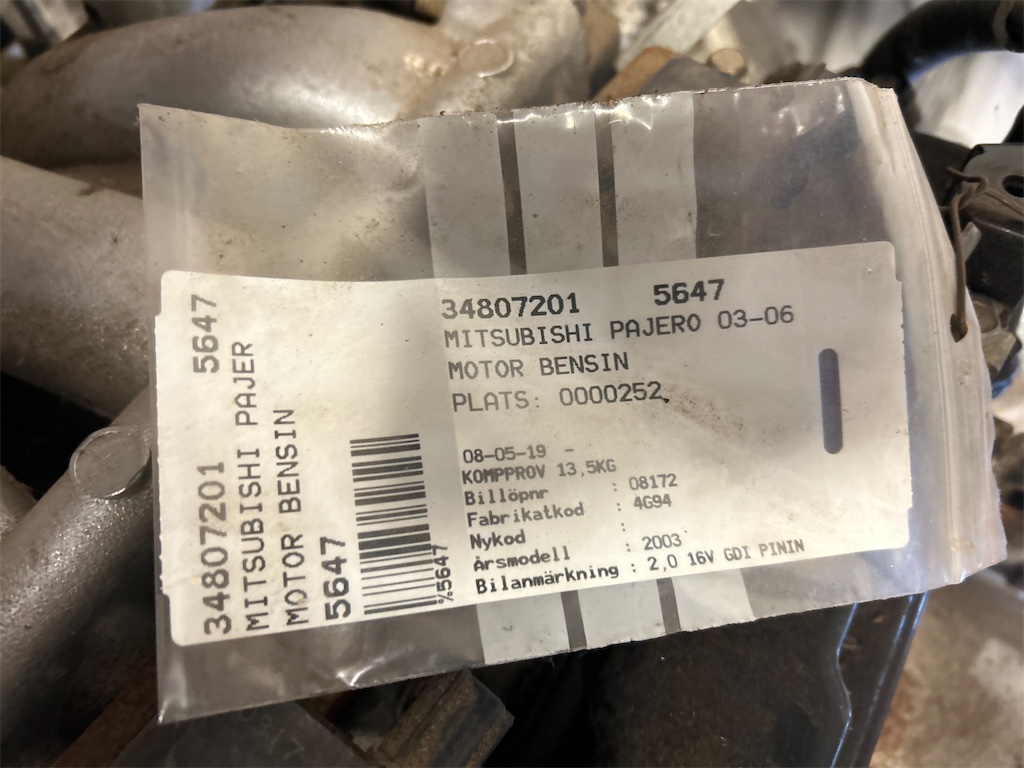 34807201 5647
MITSUBISHI PAJER
MOTOR BENSIN
5647
%5647
34807201 5647
MITSUBISHI PAJERO 03-06
MOTOR BENSIN
PLATS: 0000252
08-05-19 -
KOMPPROV 13,5KG
Billöpnr : 08172
Fabrikatkod : 4G94
Nykod :
Årsmodell : 2003
Bilanmärkning : 2,0 16V GDI PININ